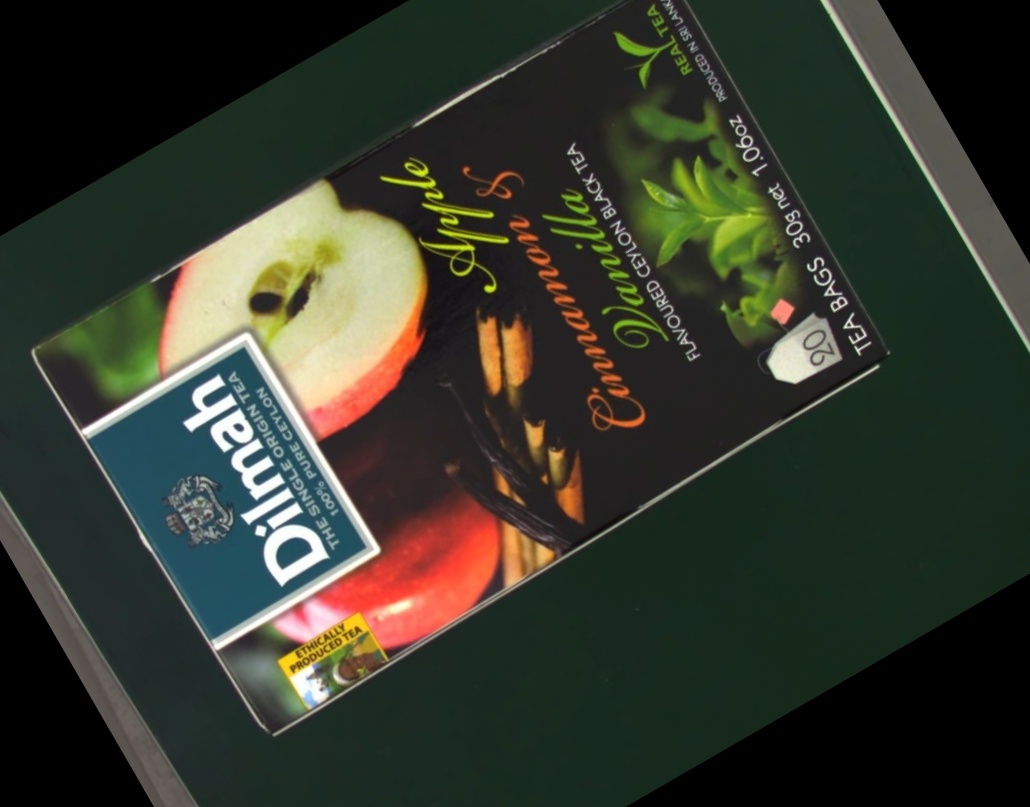 Dilmah
THE SINGLE ORIGIN TEA
100% PURE CEYLON
ETHICALLY
PRODUCED TEA
Apple
Cinnamon &
Vanilla
FLAVOURED CEYLON BLACK TEA
REAL TEA
PRODUCED IN SRI LANKA
20
TEA BAGS 30g net 1.06oz